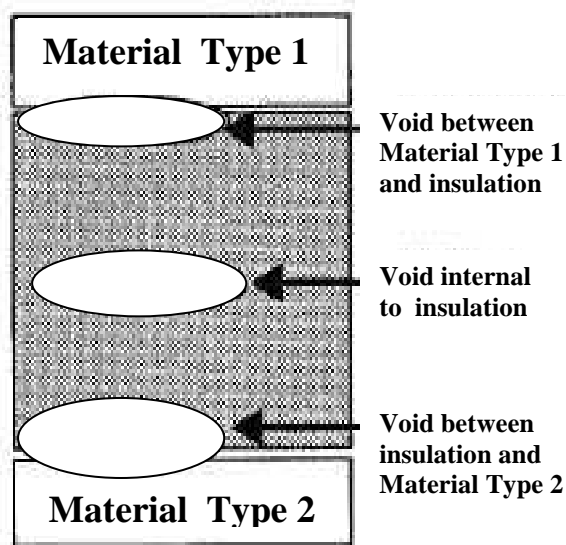 Material Type 1
Void between
Material Type 1
and insulation
Void internal
to insulation
Void between
insulation and
Material Type 2
Material Type 2